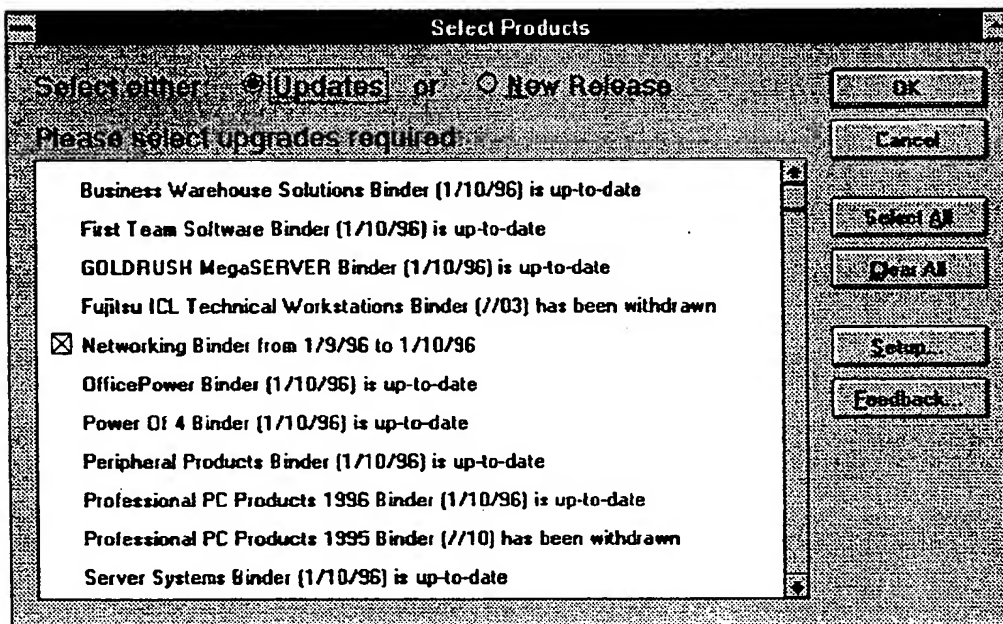 Select Products
Select either: Updates or New Release
Please select upgrades required:
OK
Cancel
Select All
Clear All
Setup...
Feedback...
Business Warehouse Solutions Binder (1/10/96) is up-to-date
First Team Software Binder (1/10/96) is up-to-date
GOLDRUSH MegaSERVER Binder (1/10/96) is up-to-date
Fujitsu ICL Technical Workstations Binder (//03) has been withdrawn
Networking Binder from 1/9/96 to 1/10/96
OfficePower Binder (1/10/96) is up-to-date
Power Of 4 Binder (1/10/96) is up-to-date
Peripheral Products Binder (1/10/96) is up-to-date
Professional PC Products 1996 Binder (1/10/96) is up-to-date
Professional PC Products 1995 Binder (//10) has been withdrawn
Server Systems Binder (1/10/96) is up-to-date